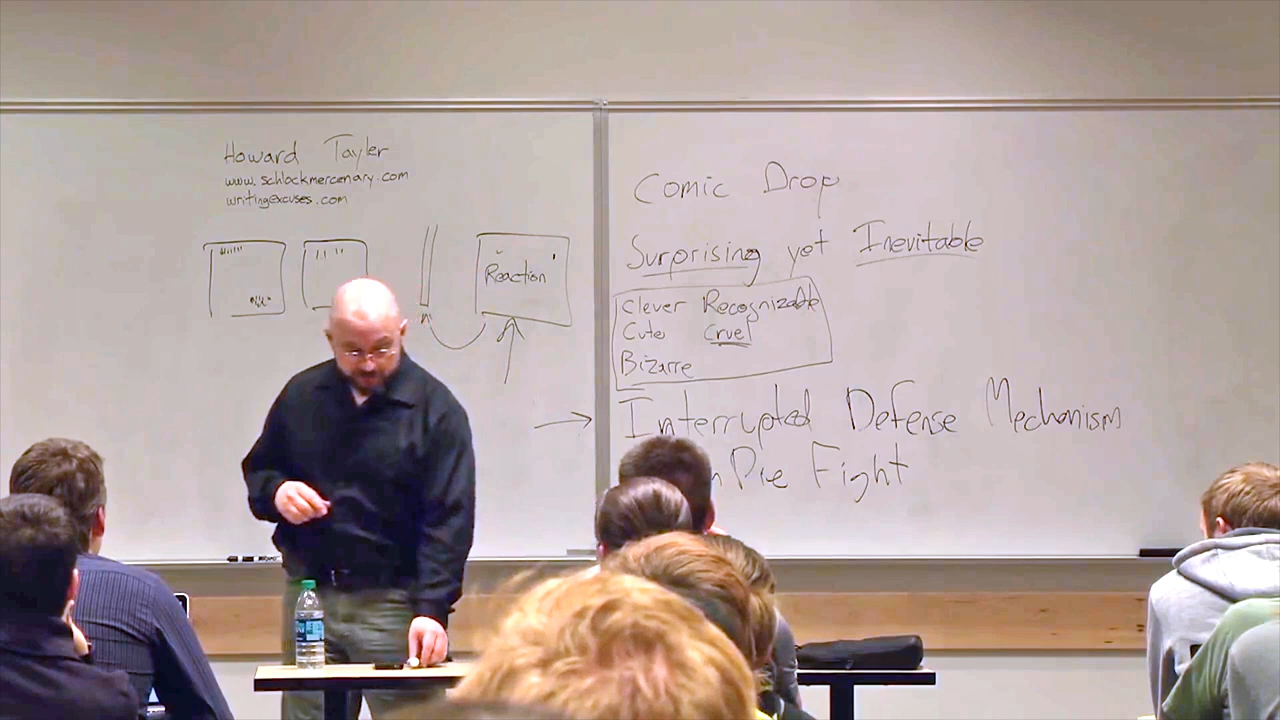 Howard Tayler
www.schlockmercenary.com
writingexcuses.com
Reaction
Comic Drop
Surprising yet Inevitable
Clever Recognizable
Cute Cruel
Bizarre
Interrupted Defense Mechanism
Pie Fight